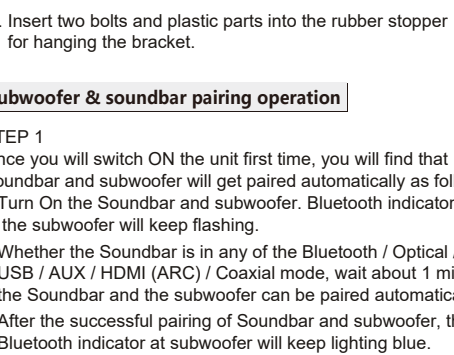 . Insert two bolts and plastic parts into the rubber stopper
for hanging the bracket.
ubwoofer & soundbar pairing operation
TEP 1
nce you will switch ON the unit first time, you will find that
oundbar and subwoofer will get paired automatically as fol
Turn On the Soundbar and subwoofer. Bluetooth indicator
the subwoofer will keep flashing.
Whether the Soundbar is in any of the Bluetooth / Optical /
USB / AUX / HDMI (ARC) / Coaxial mode, wait about 1 mi
the Soundbar and the subwoofer can be paired automatica
After the successful pairing of Soundbar and subwoofer, th
Bluetooth indicator at subwoofer will keep lighting blue.